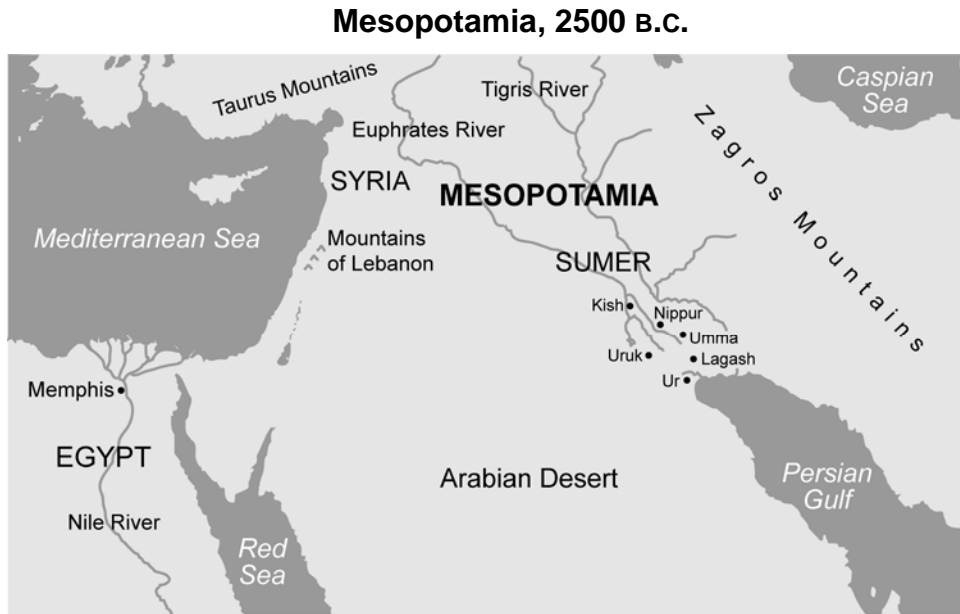 Mesopotamia, 2500 B.C.
Taurus Mountains
Tigris River
Caspian
Sea
Euphrates River
Zagros Mountains
SYRIA
MESOPOTAMIA
Mediterranean Sea
Mountains
of Lebanon
SUMER
Kish
Nippur
Umma
Uruk
Lagash
Ur
Memphis
EGYPT
Arabian Desert
Persian
Gulf
Nile River
Red
Sea